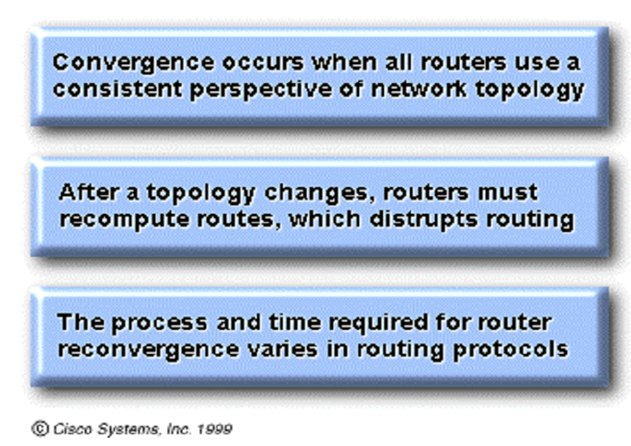 Convergence occurs when all routers use a
consistent perspective of network topology
After a topology changes, routers must
recompute routes, which distrupts routing
The process and time required for router
reconvergence varies in routing protocols
© Cisco Systems, Inc. 1999